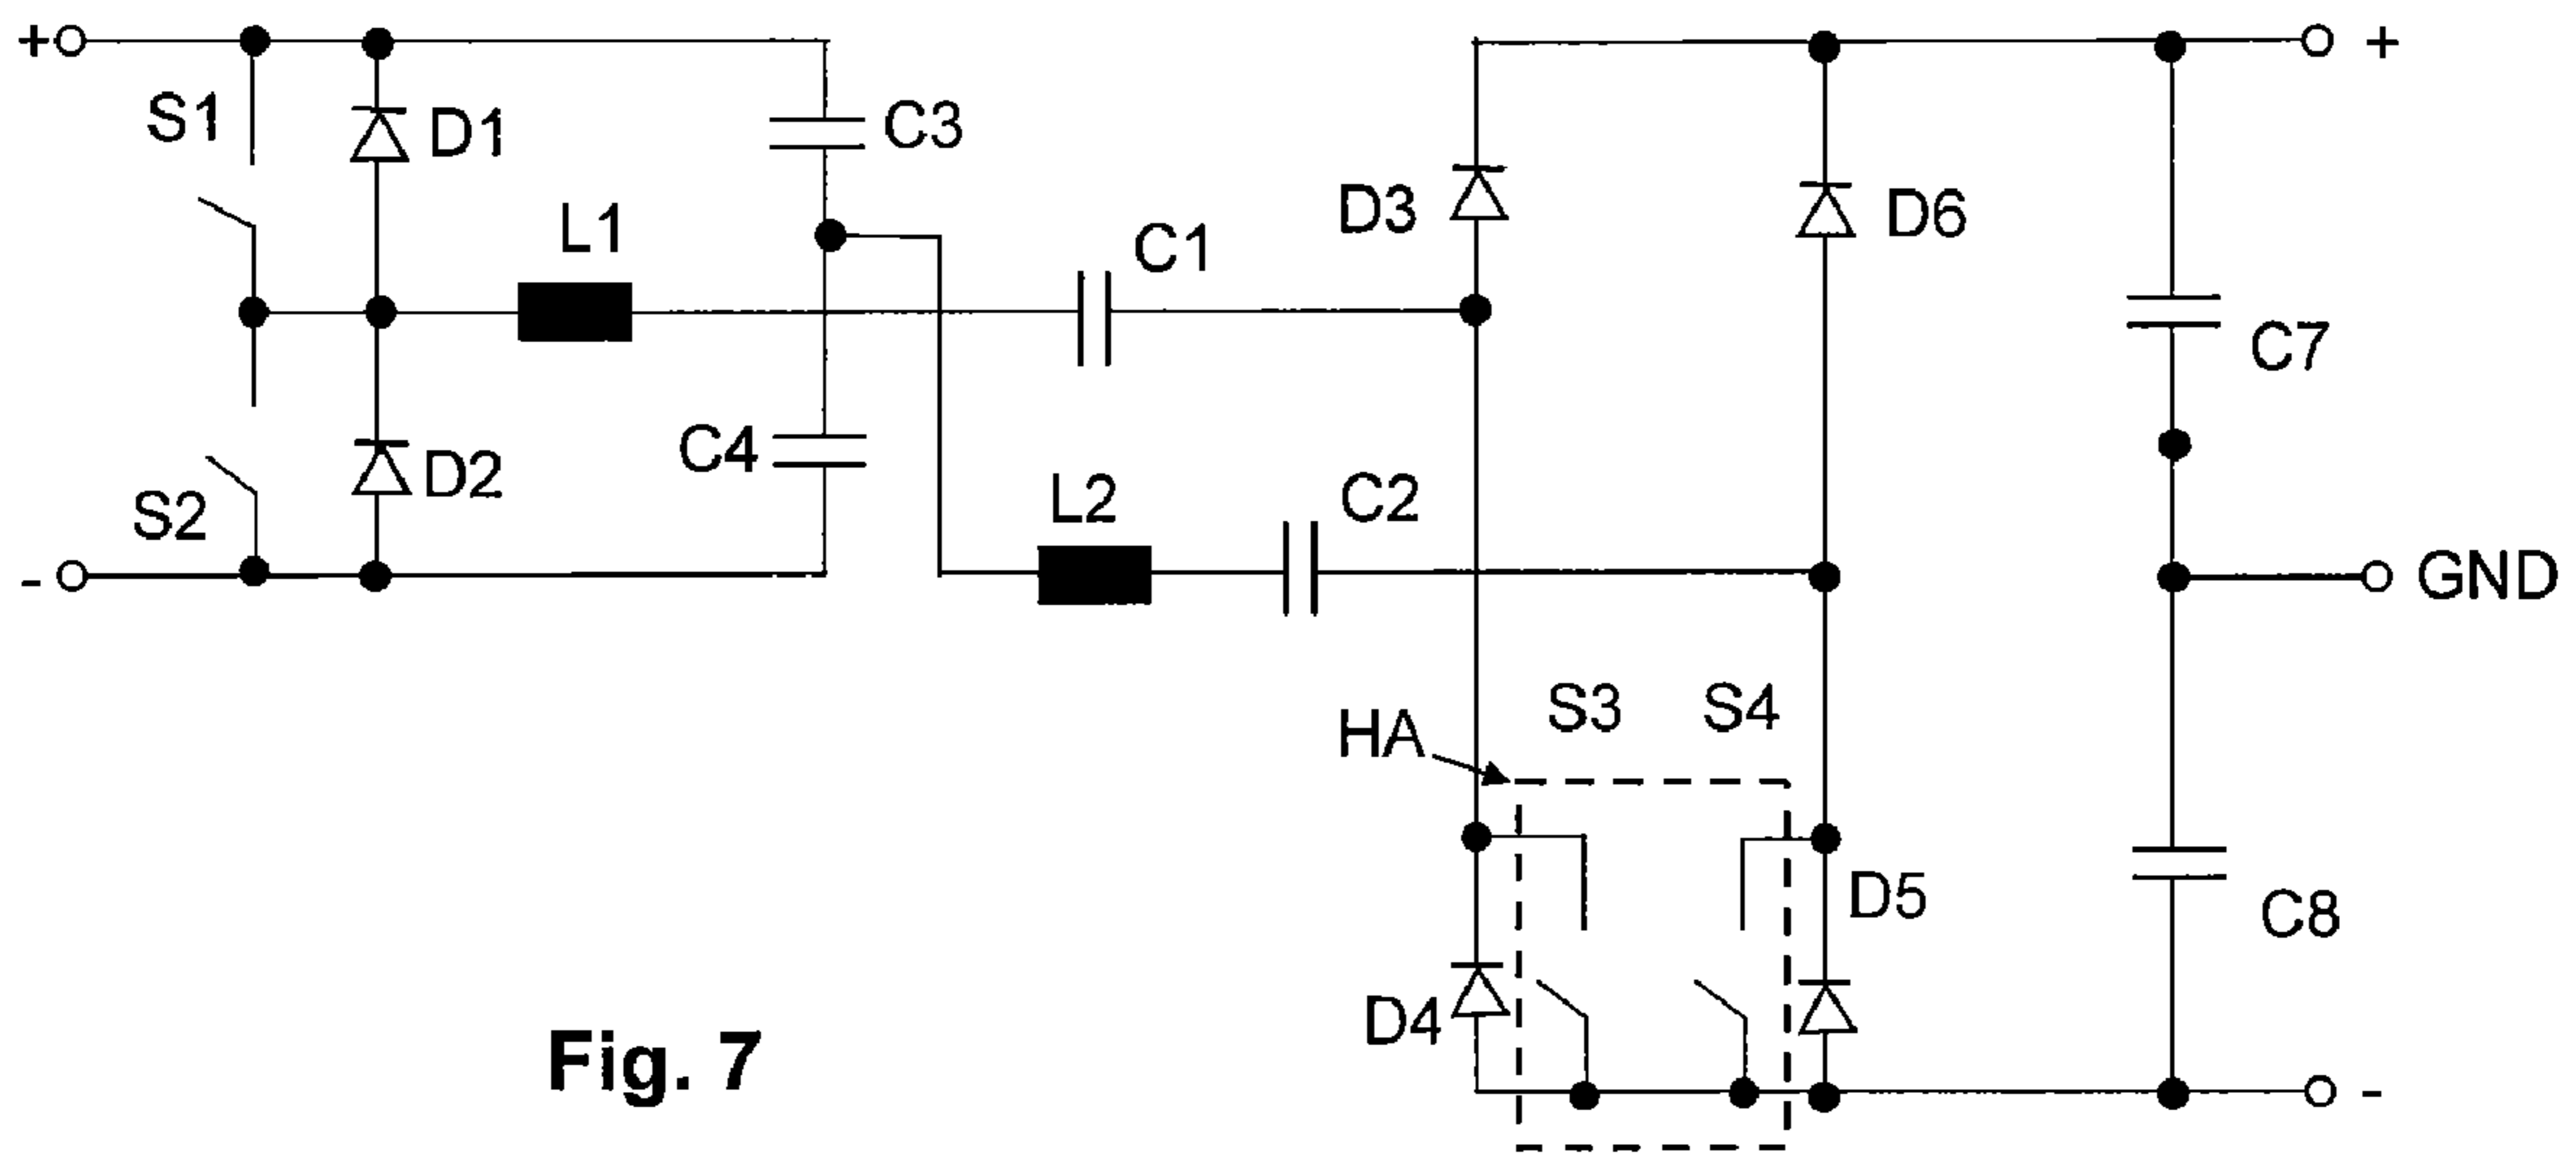 +
+
S1
D1
C3
L1
C1
D3
D6
C7
C4
D2
S2
L2
C2
-
GND
S3
S4
HA
D5
C8
D4
-
Fig. 7